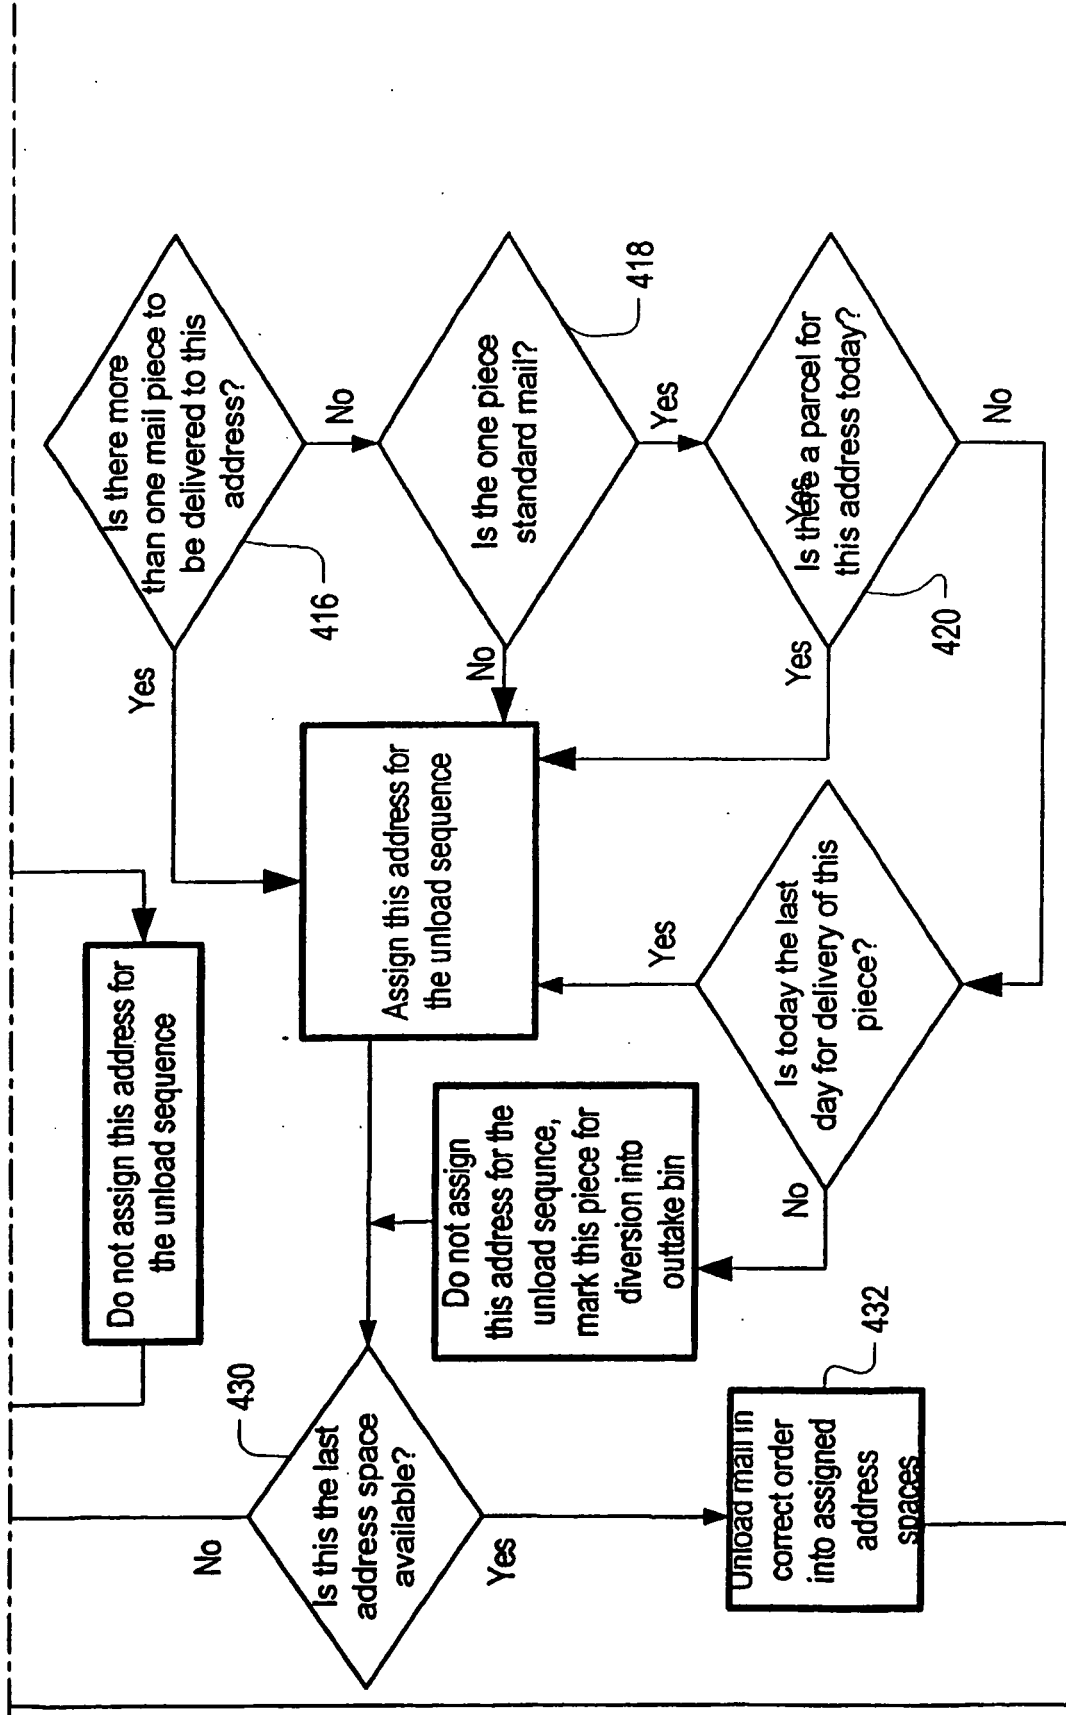 Is there more
than one mail piece to
be delivered to this
address?
416
Yes
No
Is the one piece
standard mail?
418
No
Yes
Is there a parcel for
this address today?
Yes
420
Yes
No
Do not assign this address for
the unload sequence
Assign this address for
the unload sequence
Is today the last
day for delivery of this
piece?
Yes
No
Do not assign
this address for the
unload sequnce,
mark this piece for
diversion into
outtake bin
Is this the last
address space
available?
430
No
Yes
Unload mail in
correct order
into assigned
address
spaces
432